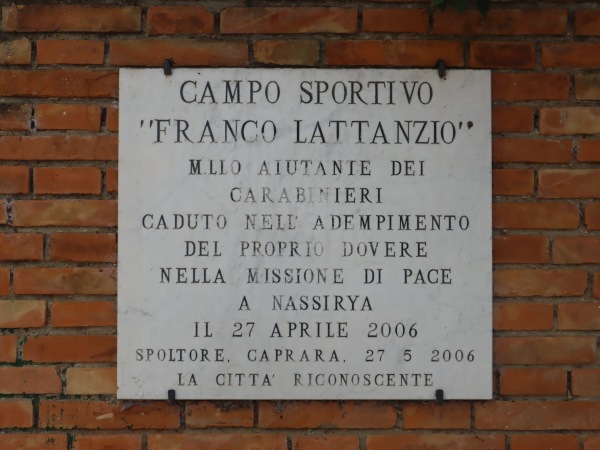 CAMPO SPORTIVO
"FRANCO LATTANZIO"
M.LLO AIUTANTE DEI
CARABINIERI
CADUTO NELL' ADEMPIMENTO
DEL PROPRIO DOVERE
NELLA MISSIONE DI PACE
A NASSIRYA
IL 27 APRILE 2006
SPOLTORE, CAPRARA, 27 5 2006
LA CITTA' RICONOSCENTE